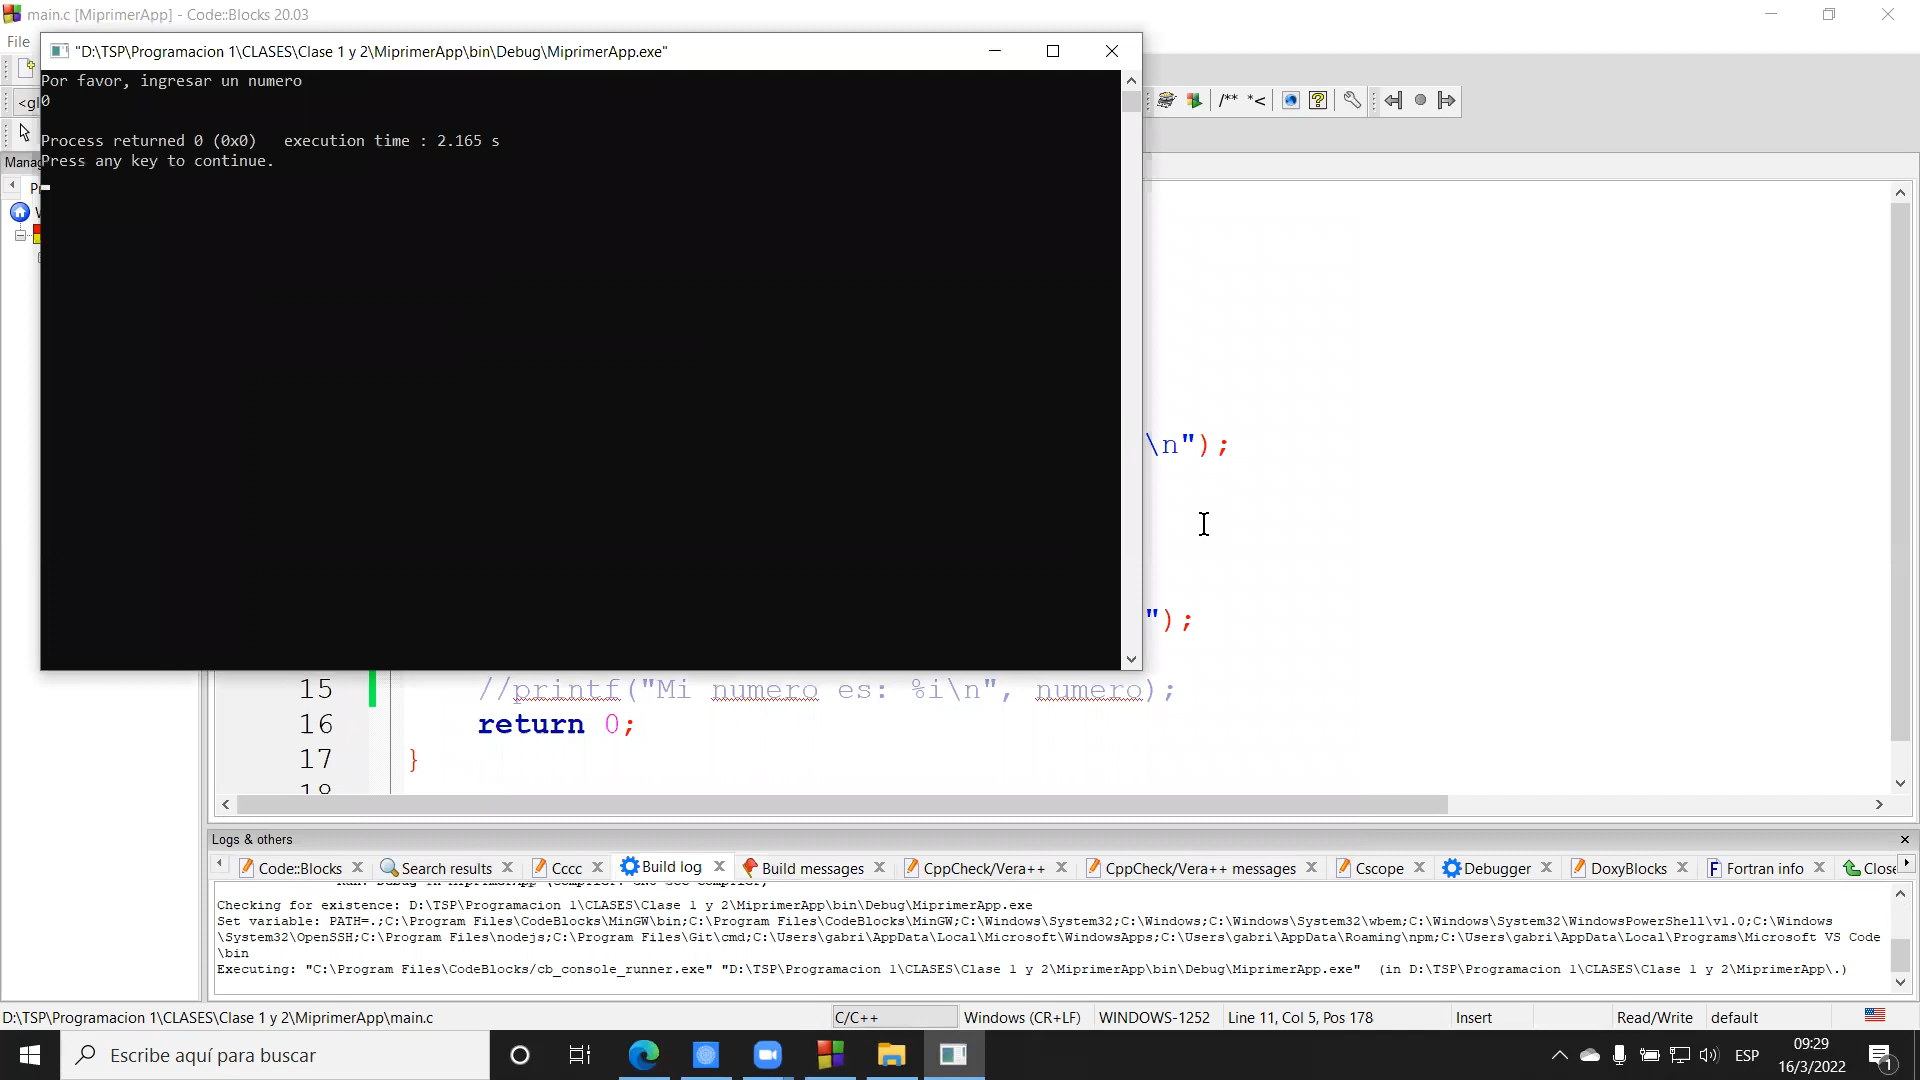 main.c [MiprimerApp] - Code::Blocks 20.03
File
"D:\TSP\Programacion 1\CLASES\Clase 1 y 2\MiprimerApp\bin\Debug\MiprimerApp.exe"
Por favor, ingresar un numero
0
Process returned 0 (0x0)   execution time : 2.165 s
Press any key to continue.
<gl
/** *<
Manag
P
\n");
");
15 //printf("Mi numero es: %i\n", numero);
16 return 0;
17 }
18
Logs & others
Code::Blocks Search results Cccc Build log Build messages CppCheck/Vera++ CppCheck/Vera++ messages Cscope Debugger DoxyBlocks Fortran info Close
Checking for existence: D:\TSP\Programacion 1\CLASES\Clase 1 y 2\MiprimerApp\bin\Debug\MiprimerApp.exe
Set variable: PATH=.;C:\Program Files\CodeBlocks\MinGW\bin;C:\Program Files\CodeBlocks\MinGW;C:\Windows\System32;C:\Windows;C:\Windows\System32\wbem;C:\Windows\System32\WindowsPowerShell\v1.0;C:\Windows
\System32\OpenSSH;C:\Program Files\nodejs;C:\Program Files\Git\cmd;C:\Users\gabri\AppData\Local\Microsoft\WindowsApps;C:\Users\gabri\AppData\Roaming\npm;C:\Users\gabri\AppData\Local\Programs\Microsoft VS Code
\bin
Executing: "C:\Program Files\CodeBlocks/cb_console_runner.exe" "D:\TSP\Programacion 1\CLASES\Clase 1 y 2\MiprimerApp\bin\Debug\MiprimerApp.exe"  (in D:\TSP\Programacion 1\CLASES\Clase 1 y 2\MiprimerApp\.)
D:\TSP\Programacion 1\CLASES\Clase 1 y 2\MiprimerApp\main.c C/C++ Windows (CR+LF) WINDOWS-1252 Line 11, Col 5, Pos 178 Insert Read/Write default
Escribe aquí para buscar
ESP
09:29
16/3/2022
1